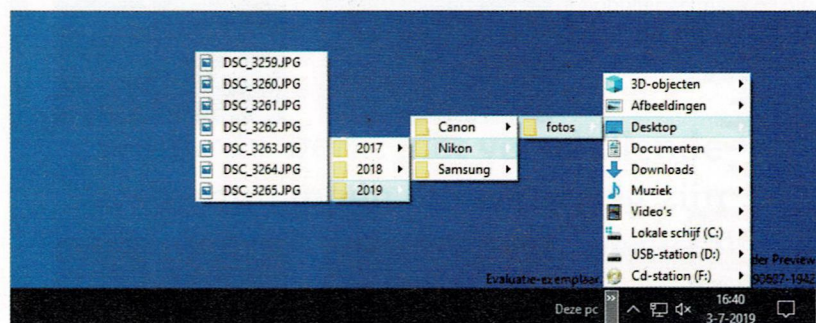 DSC_3259.JPG
DSC_3260.JPG
DSC_3261.JPG
DSC_3262.JPG
DSC_3263.JPG
DSC_3264.JPG
DSC_3265.JPG
2017
2018
2019
Canon
Nikon
Samsung
fotos
3D-objecten
Afbeeldingen
Desktop
Documenten
Downloads
Muziek
Video's
Lokale schijf (C:)
USB-station (D:)
Cd-station (F:)
der Preview
Evaluatie-exemplaar.
Deze pc
16:40
3-7-2019